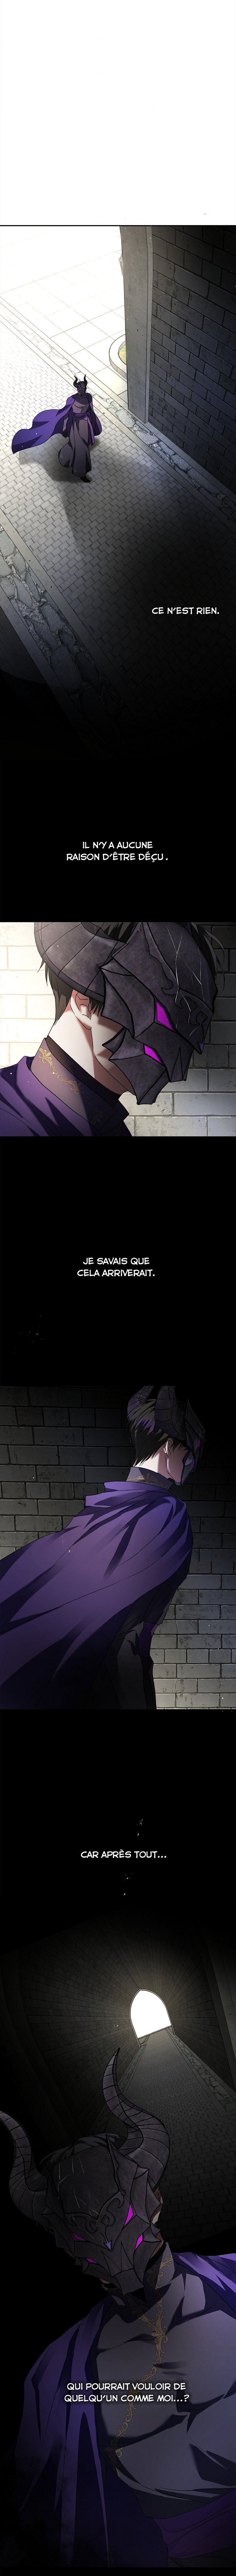 CE N'EST RIEN.
IL N'Y A AUCUNE
RAISON D'ÊTRE DÉÇU.
JE SAVAIS QUE
CELA ARRIVERAIT.
CAR APRÈS TOUT...
QUI POURRAIT VOULOIR DE
QUELQU'UN COMME MOI...?